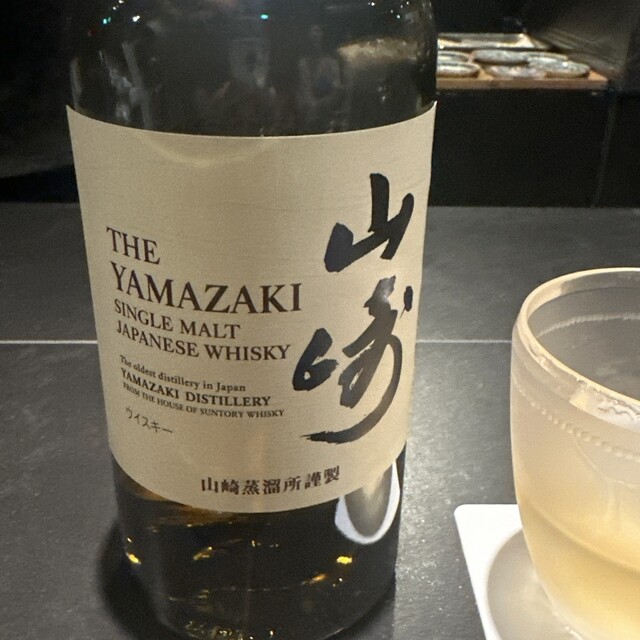 THE
YAMAZAKI
SINGLE MALT
JAPANESE WHISKY
The oldest distillery in Japan
YAMAZAKI DISTILLERY
FROM THE HOUSE OF SUNTORY WHISKY
ウイスキー
山崎
山崎蒸溜所謹製